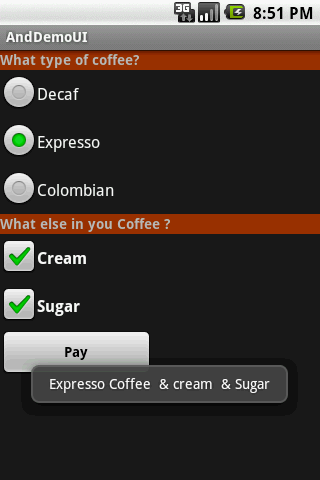 3G 8:51 PM
AndDemoUI
What type of coffee?
Decaf
Expresso
Colombian
What else in you Coffee ?
Cream
Sugar
Pay
Expresso Coffee & cream & Sugar